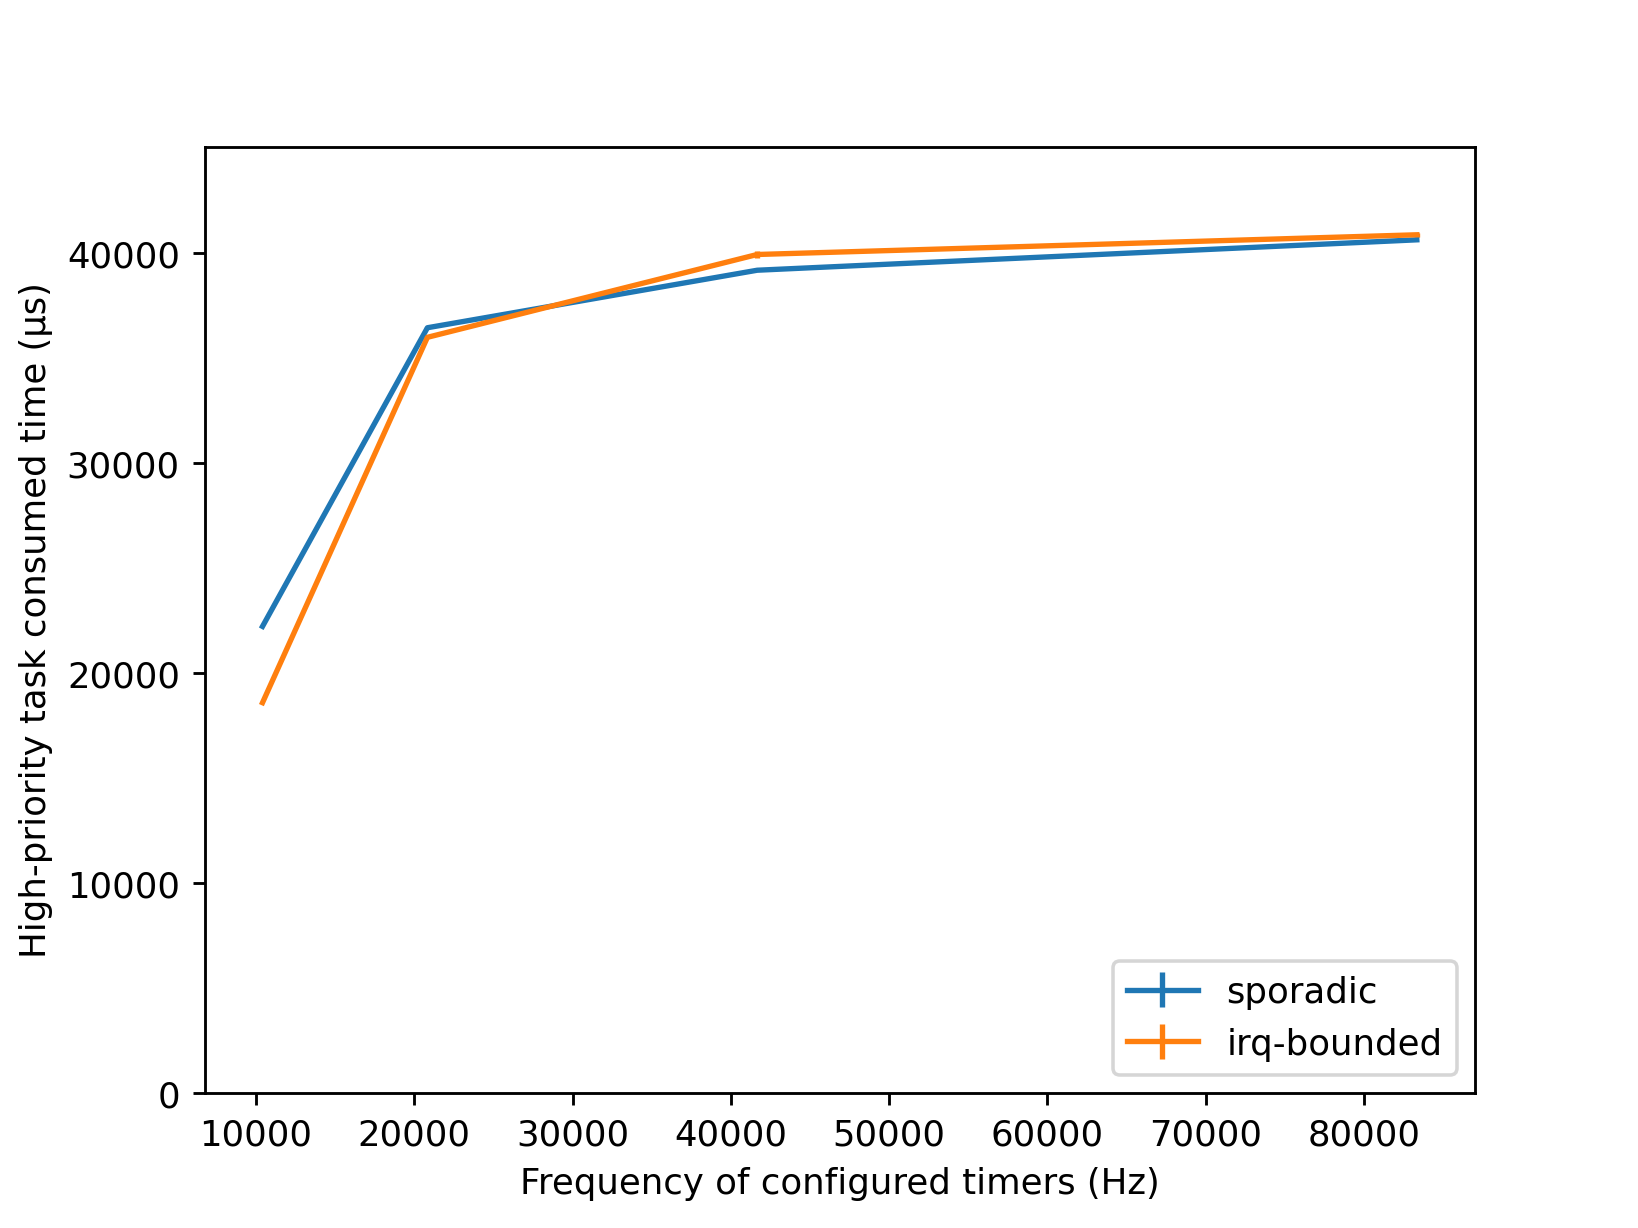 High-priority task consumed time (µs)
40000
30000
20000
10000
0
10000 20000 30000 40000 50000 60000 70000 80000
Frequency of configured timers (Hz)
sporadic
irq-bounded